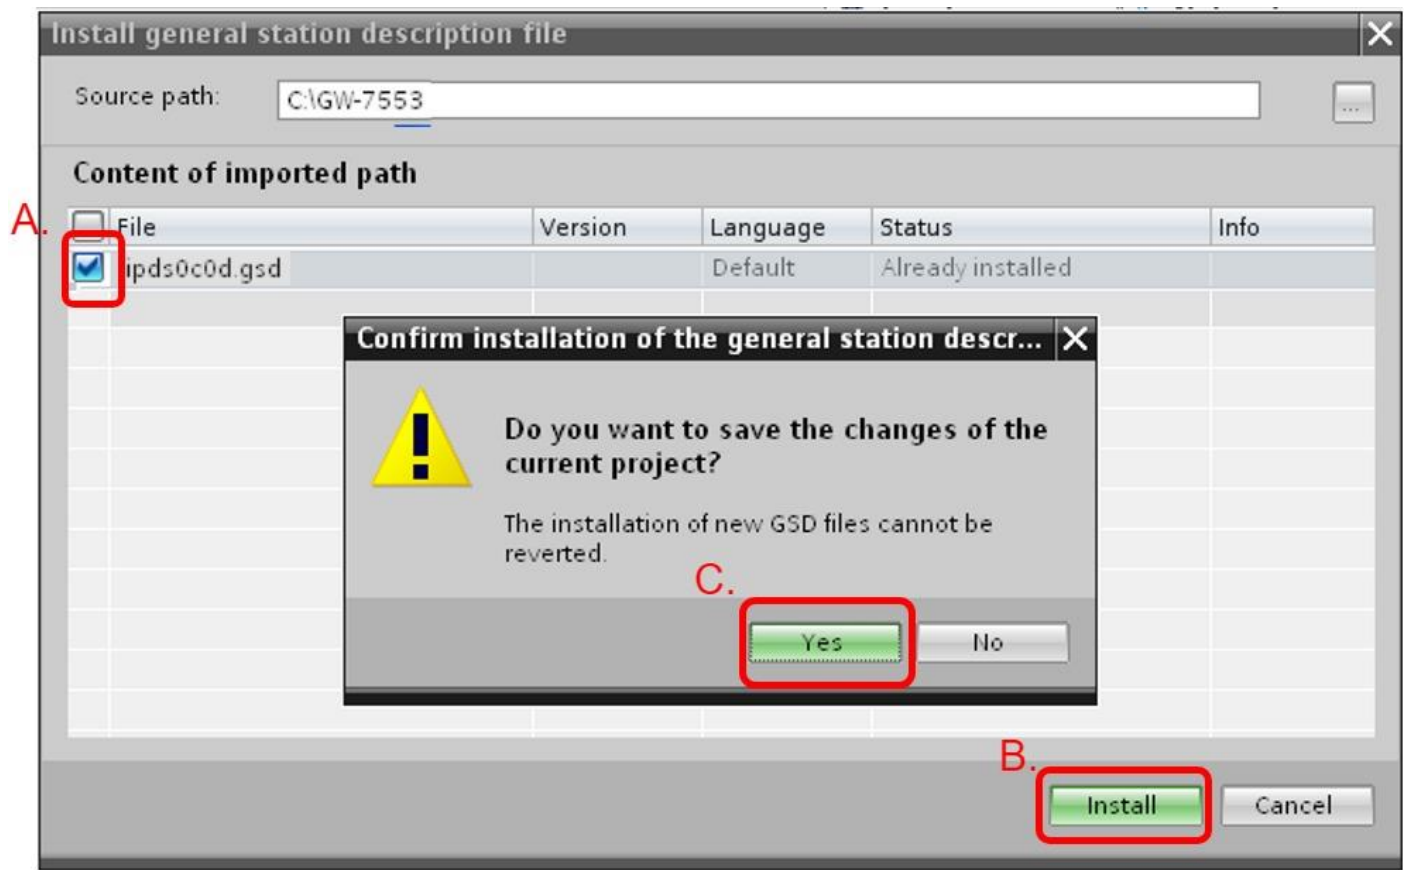 Install general station description file
Source path: C:\GW-7553 ...
Content of imported path
A.
File Version Language Status Info
ipds0c0d.gsd Default Already installed
Confirm installation of the general station descr...
Do you want to save the changes of the
current project?
The installation of new GSD files cannot be
reverted.
C.
Yes No
B.
Install Cancel